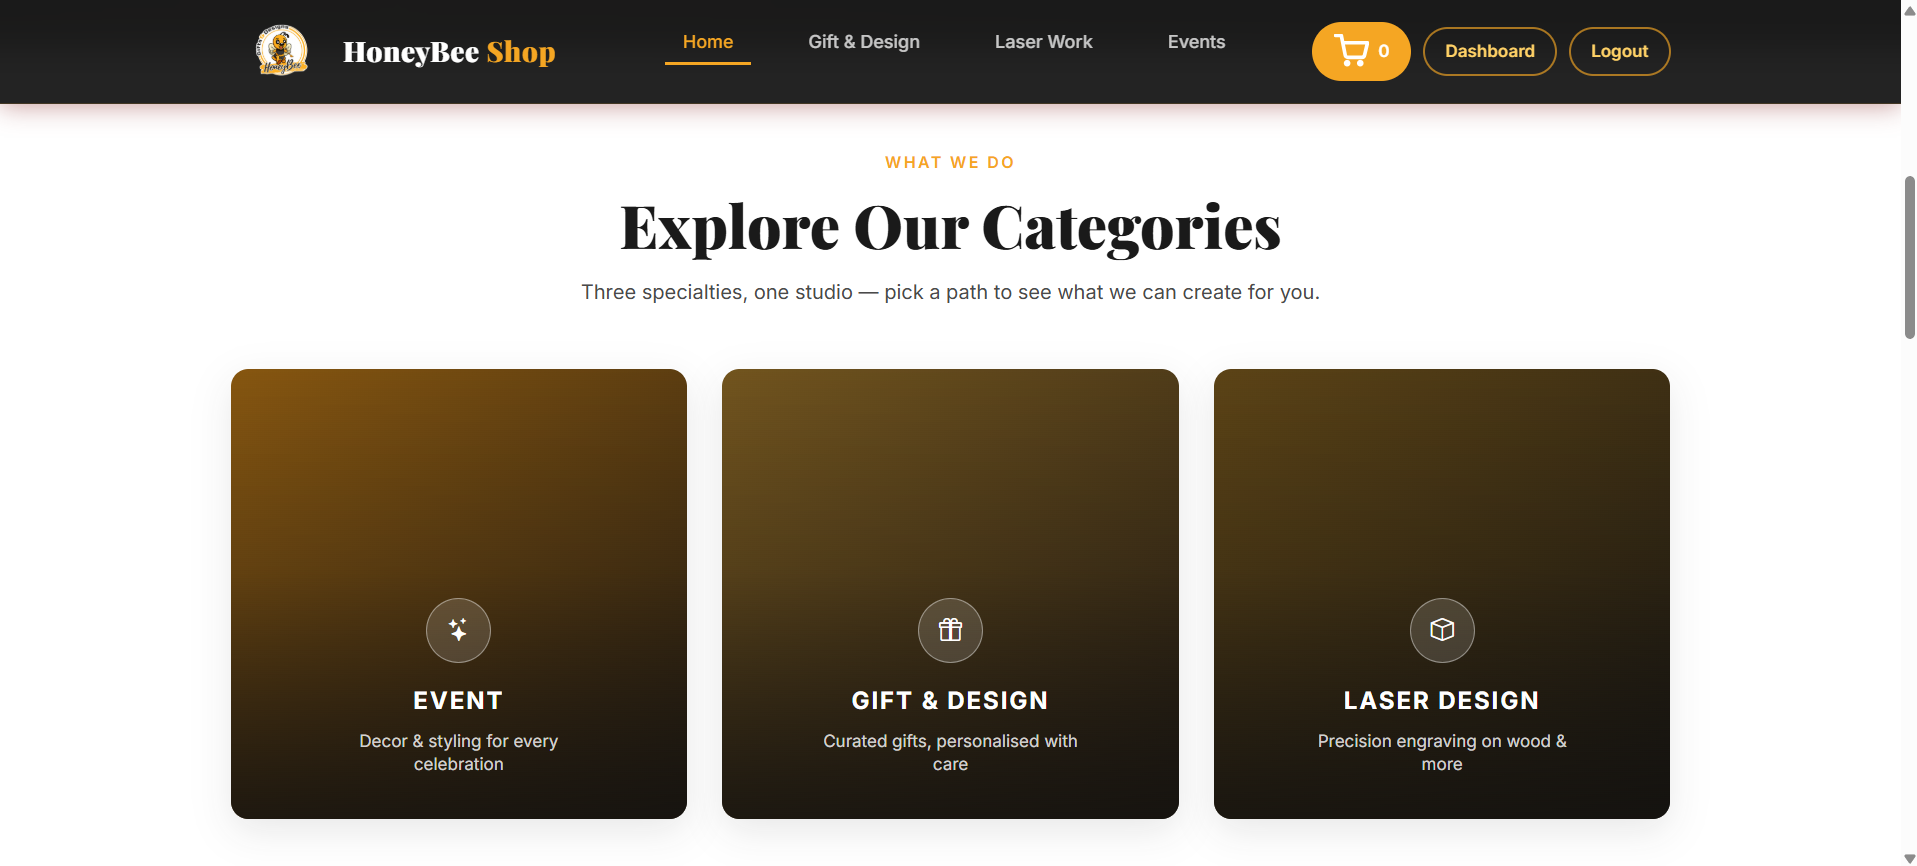 HoneyBee
HoneyBee Shop
Home
Gift & Design
Laser Work
Events
0
Dashboard
Logout
WHAT WE DO
Explore Our Categories
Three specialties, one studio — pick a path to see what we can create for you.
EVENT
Decor & styling for every
celebration
GIFT & DESIGN
Curated gifts, personalised with
care
LASER DESIGN
Precision engraving on wood &
more